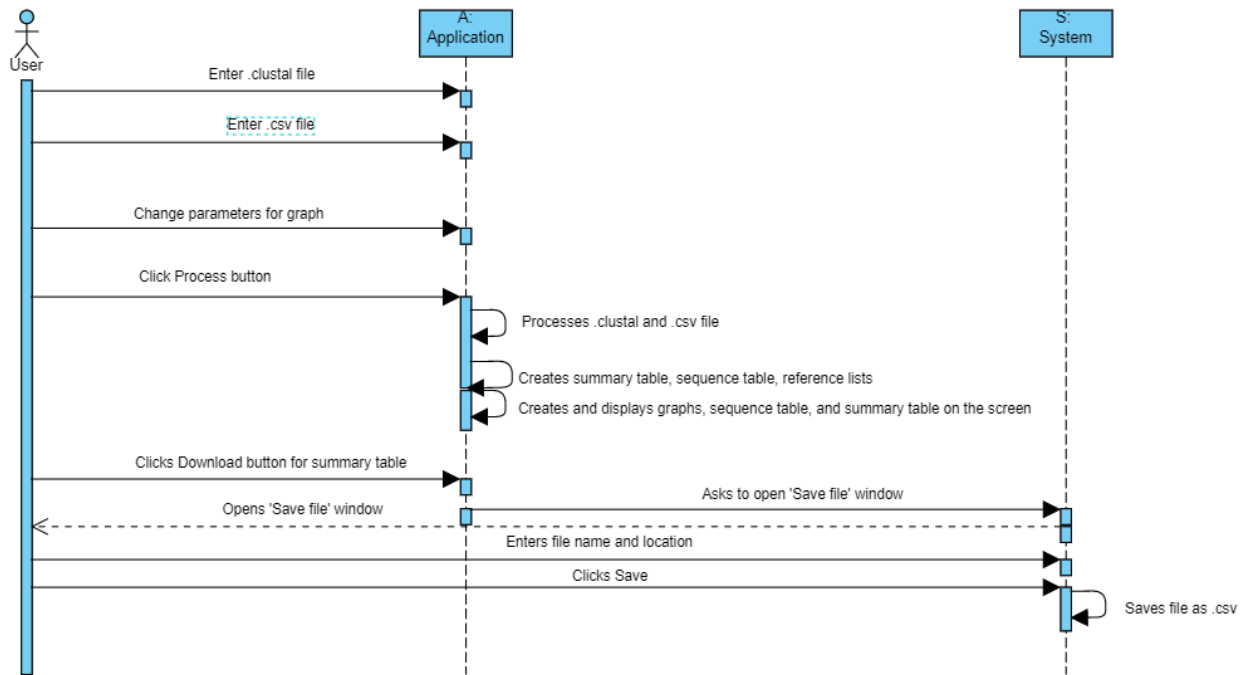 A:
Application
S:
System
User
Enter .clustal file
Enter .csv file
Change parameters for graph
Click Process button
Processes .clustal and .csv file
Creates summary table, sequence table, reference lists
Creates and displays graphs, sequence table, and summary table on the screen
Clicks Download button for summary table
Asks to open 'Save file' window
Opens 'Save file' window
Enters file name and location
Clicks Save
Saves file as .csv